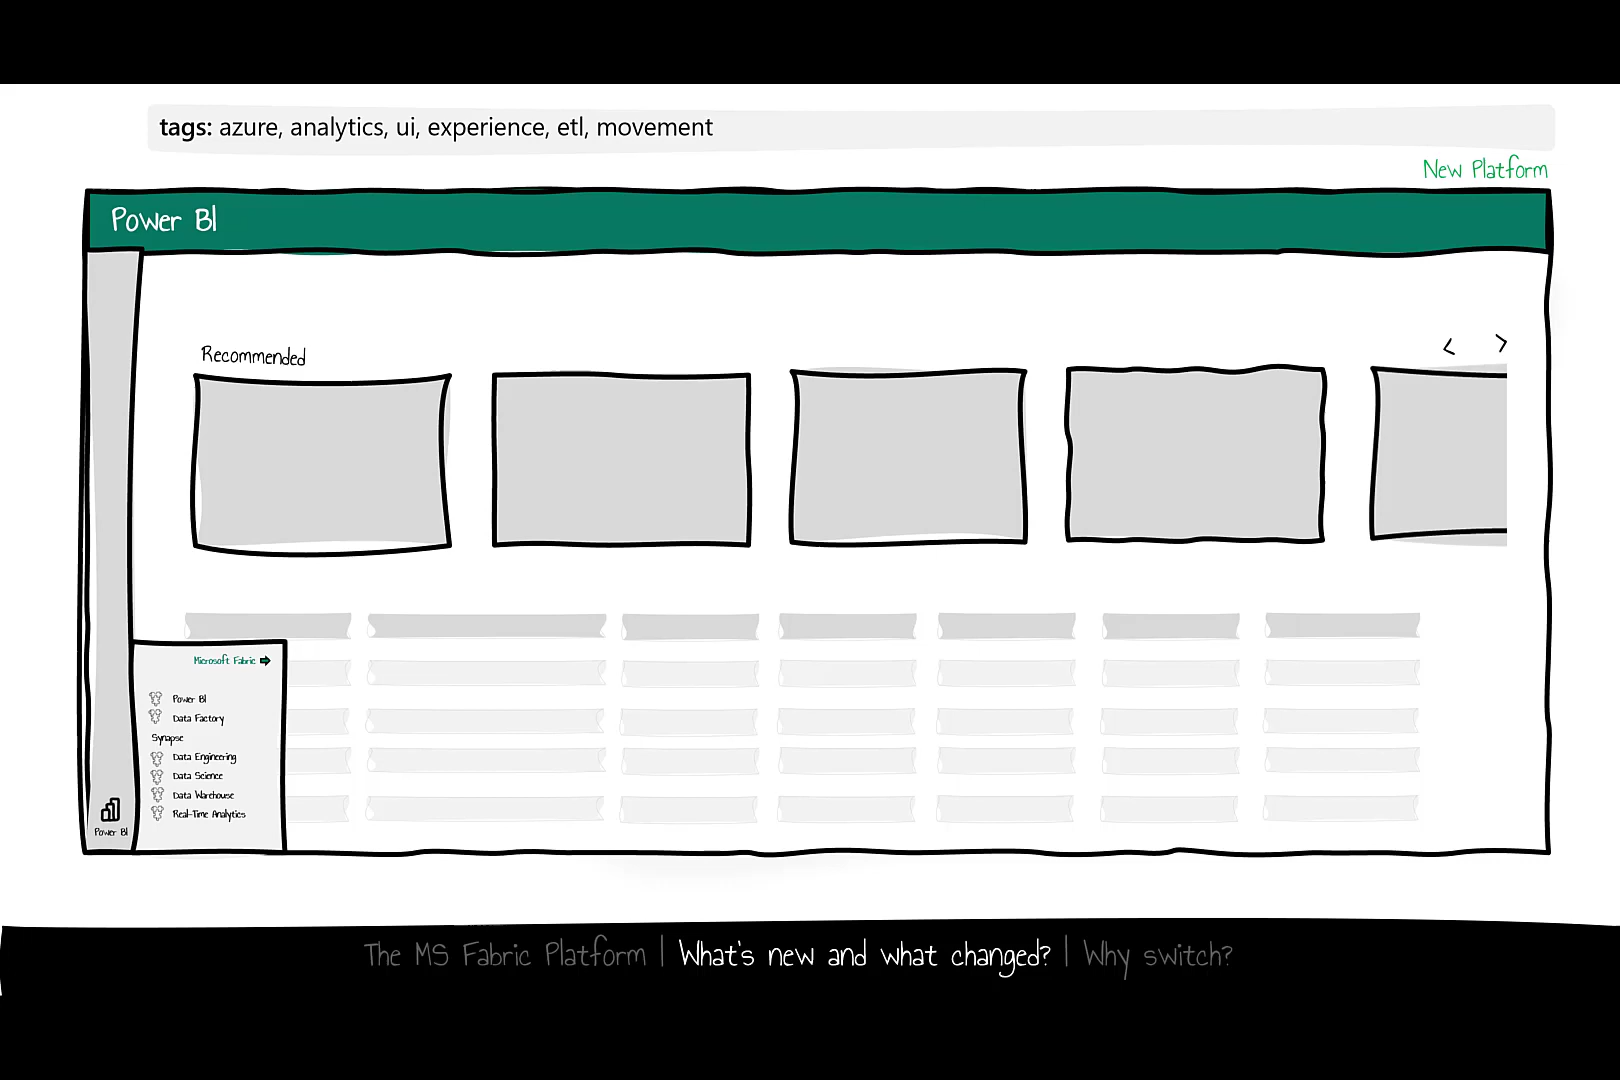 tags: azure, analytics, ui, experience, etl, movement
New Platform
Power BI
Recommended
< >
Microsoft Fabric
Power BI
Data Factory
Synapse
Data Engineering
Data Science
Data Warehouse
Real-Time Analytics
Power BI
The MS Fabric Platform | What's new and what changed? | Why switch?